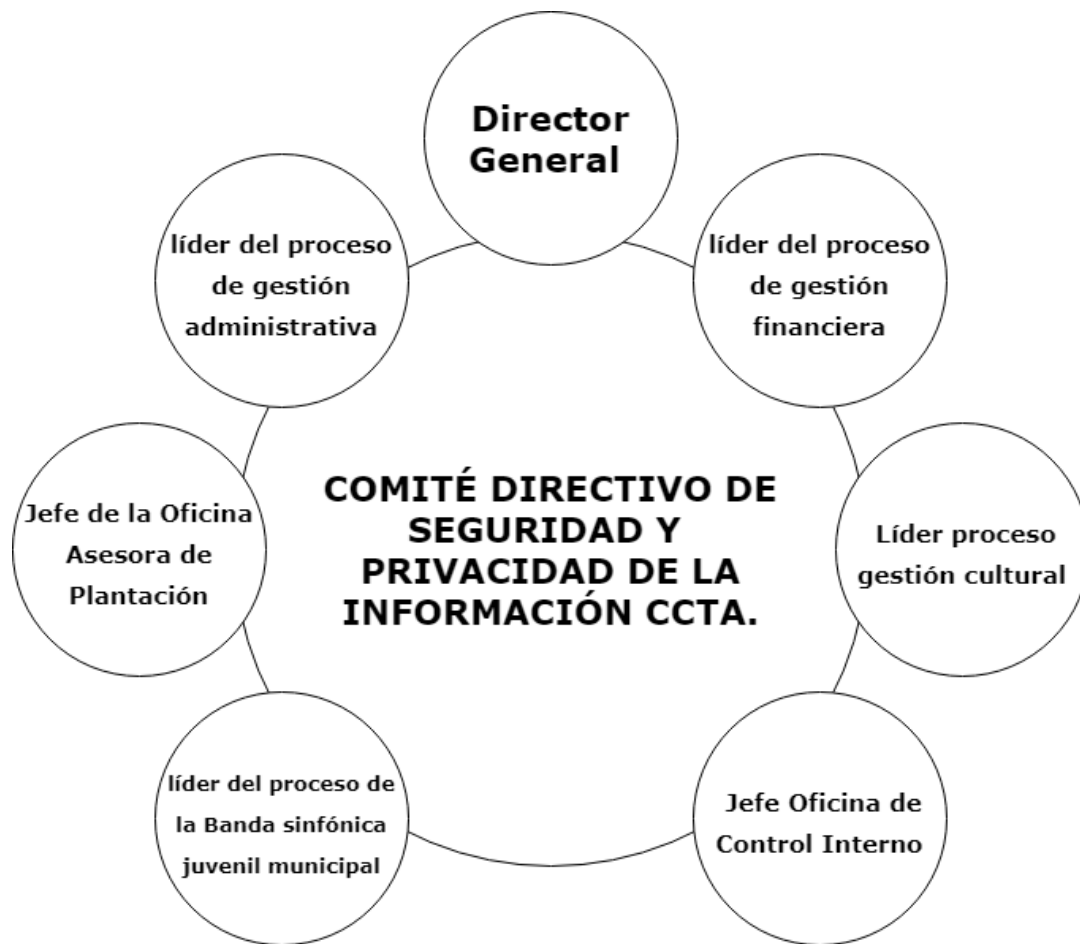 Director
General
líder del proceso
de gestión
administrativa
líder del proceso
de gestión
financiera
Jefe de la Oficina
Asesora de
Plantación
COMITÉ DIRECTIVO DE
SEGURIDAD Y
PRIVACIDAD DE LA
INFORMACIÓN CCTA.
Líder proceso
gestión cultural
líder del proceso de
la Banda sinfónica
juvenil municipal
Jefe Oficina de
Control Interno